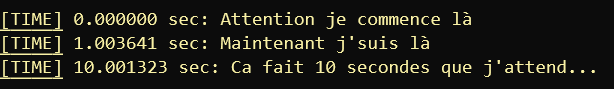 [TIME] 0.000000 sec: Attention je commence là
[TIME] 1.003641 sec: Maintenant j'suis là
[TIME] 10.001323 sec: Ca fait 10 secondes que j'attend...